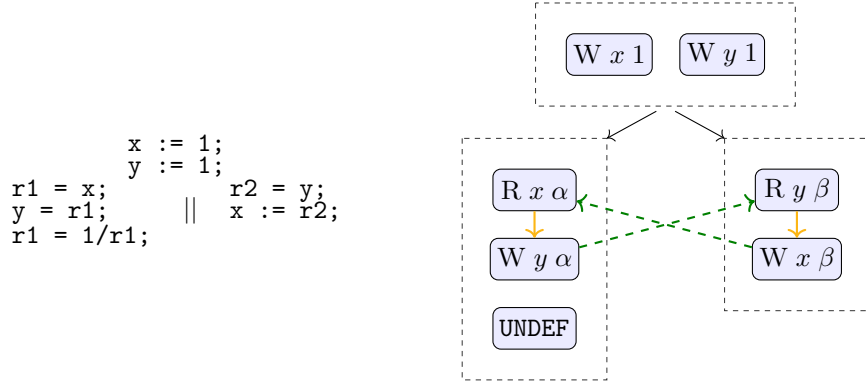 x := 1;
y := 1;
r1 = x; || r2 = y;
y = r1; x := r2;
r1 = 1/r1;
W x 1 W y 1
R x α R y β
W y α W x β
UNDEF